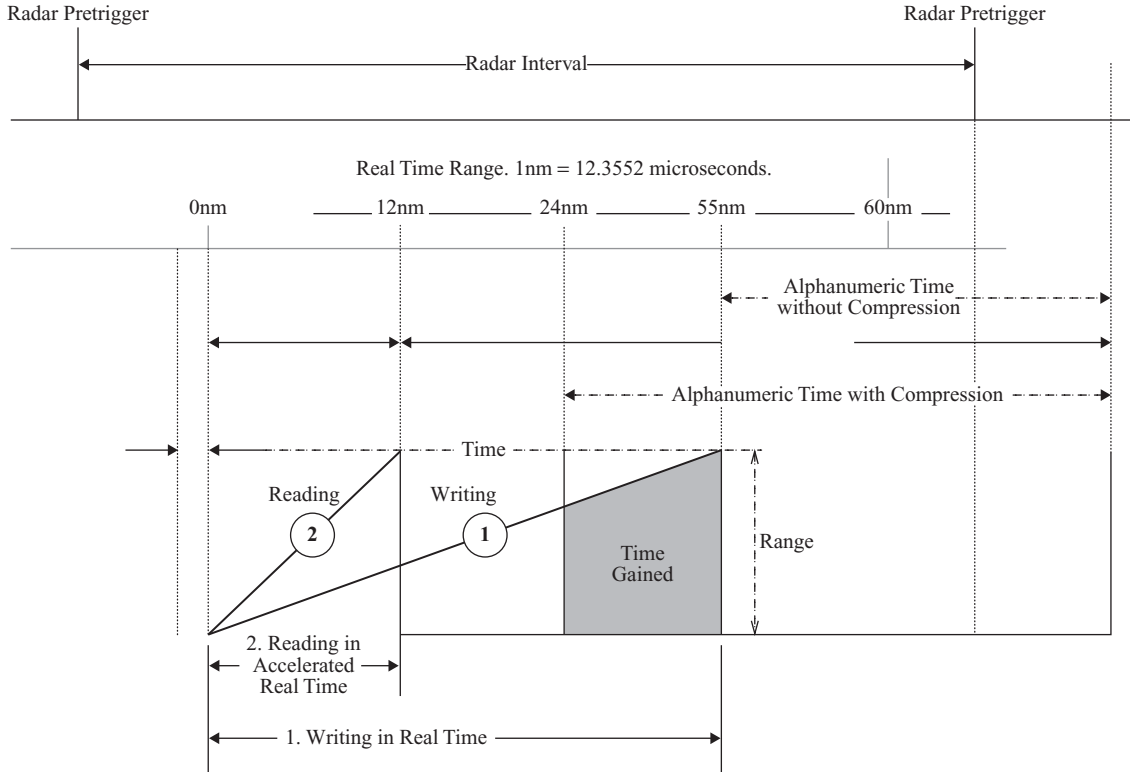 Radar Pretrigger
Radar Pretrigger
Radar Interval
Real Time Range. 1nm = 12.3552 microseconds.
0nm 12nm 24nm 55nm 60nm
Alphanumeric Time
without Compression
Alphanumeric Time with Compression
Time
Reading
Writing
2
1
Time
Gained
Range
2. Reading in
Accelerated
Real Time
1. Writing in Real Time